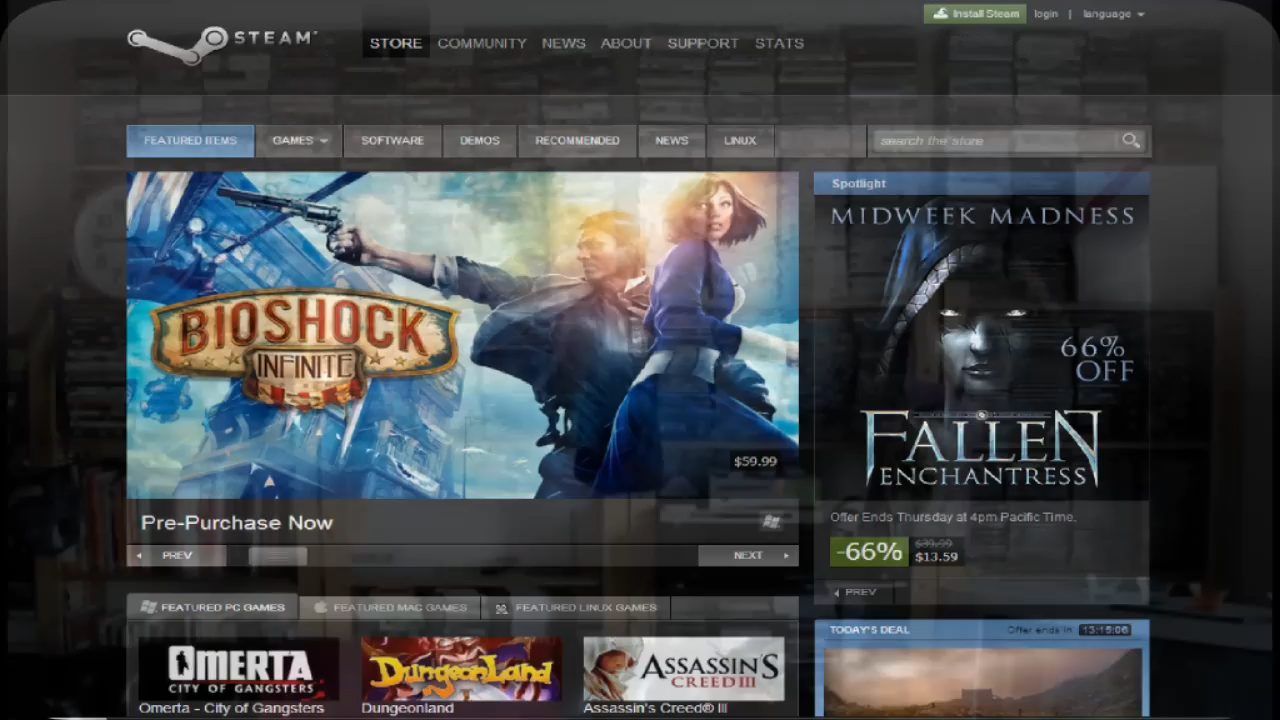 Install Steam login | language
STEAM
STORE COMMUNITY NEWS ABOUT SUPPORT STATS
FEATURED ITEMS GAMES SOFTWARE DEMOS RECOMMENDED NEWS LINUX search the store
BIOSHOCK
INFINITE
$59.99
Pre-Purchase Now
PREV NEXT
Spotlight
MIDWEEK MADNESS
66%
OFF
FALLEN
ENCHANTRESS
Offer Ends Thursday at 4pm Pacific Time.
-66% $39.99
$13.59
PREV
FEATURED PC GAMES FEATURED MAC GAMES FEATURED LINUX GAMES
OMERTA
CITY OF GANGSTERS
Omerta - City of Gangsters
DUNGEONLAND
Dungeonland
ASSASSIN'S
CREED III
Assassin's Creed® III
TODAY'S DEAL Offer ends in: 13:15:06